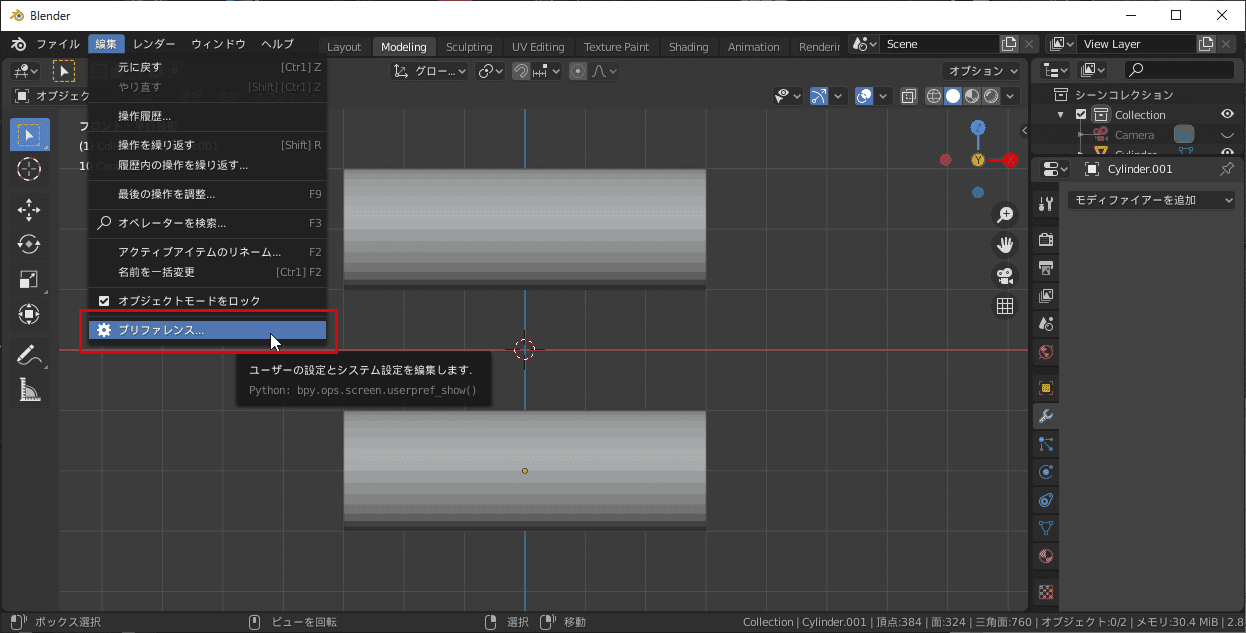 Blender
ファイル 編集 レンダー ウィンドウ ヘルプ Layout Modeling Sculpting UV Editing Texture Paint Shading Animation Renderin Scene View Layer
グロー... オプション
オブジェク
元に戻す [Ctrl] Z
やり直す [Shift] [Ctrl] Z
操作履歴...
操作を繰り返す [Shift] R
履歴内の操作を繰り返す...
最後の操作を調整... F9
オペレーターを検索... F3
アクティブアイテムのリネーム... F2
名前を一括変更 [Ctrl] F2
オブジェクトモードをロック
プリファレンス...
ユーザーの設定とシステム設定を編集します.
Python: bpy.ops.screen.userpref_show()
Z
Y
X
シーンコレクション
Collection
Camera
Cylinder
Cylinder.001
モディファイアーを追加
ボックス選択 ビューを回転 選択 移動 Collection | Cylinder.001 | 頂点:384 | 面:324 | 三角面:760 | オブジェクト:0/2 | メモリ:30.4 MiB | 2.8